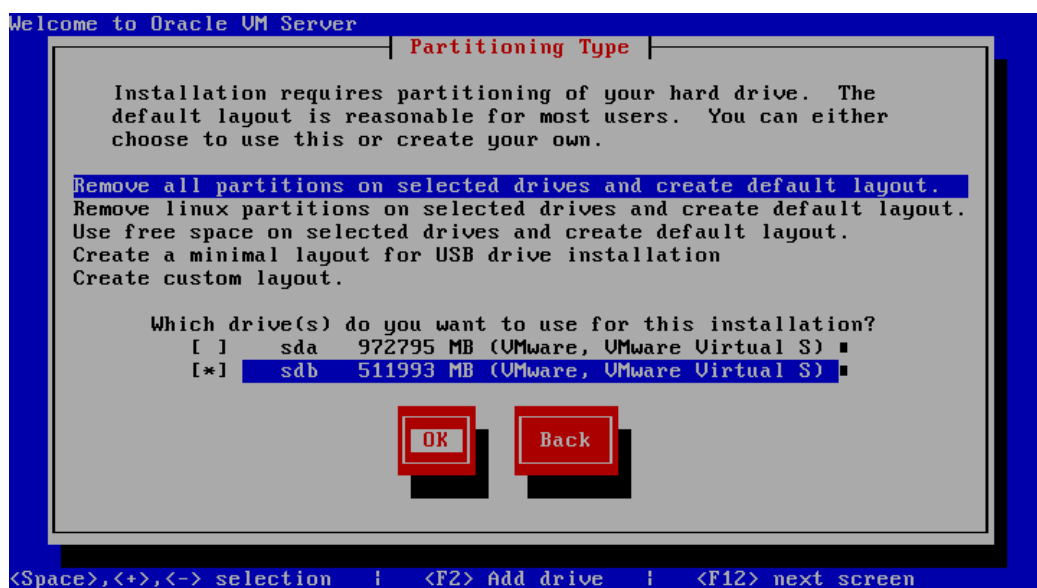 Welcome to Oracle VM Server
Partitioning Type
Installation requires partitioning of your hard drive.  The
default layout is reasonable for most users.  You can either
choose to use this or create your own.
Remove all partitions on selected drives and create default layout.
Remove linux partitions on selected drives and create default layout.
Use free space on selected drives and create default layout.
Create a minimal layout for USB drive installation
Create custom layout.
Which drive(s) do you want to use for this installation?
[ ]  sda  972795 MB (VMware, VMware Virtual S)
[*]  sdb  511993 MB (VMware, VMware Virtual S)
OK  Back
<Space>,<+>,<-> selection  |  <F2> Add drive  |  <F12> next screen